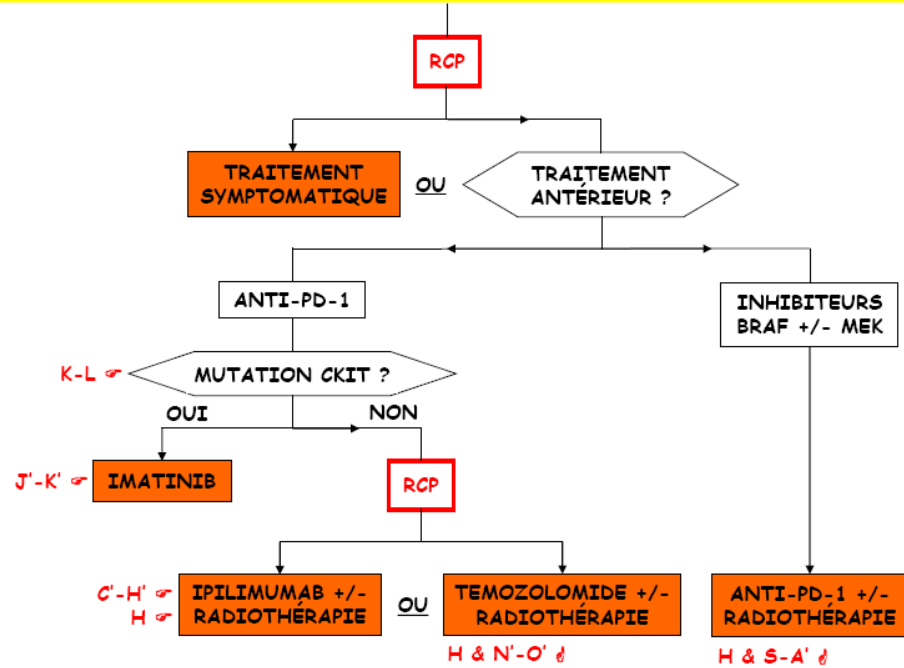 RCP
TRAITEMENT
SYMPTOMATIQUE
OU
TRAITEMENT
ANTÉRIEUR ?
ANTI-PD-1
INHIBITEURS
BRAF +/- MEK
K-L ☞
MUTATION CKIT ?
OUI
NON
J'-K' ☞
IMATINIB
RCP
C'-H' ☞
H ☞
IPILIMUMAB +/-
RADIOTHÉRAPIE
OU
TEMOZOLOMIDE +/-
RADIOTHÉRAPIE
ANTI-PD-1 +/-
RADIOTHÉRAPIE
H & N'-O' ☝
H & S-A' ☝